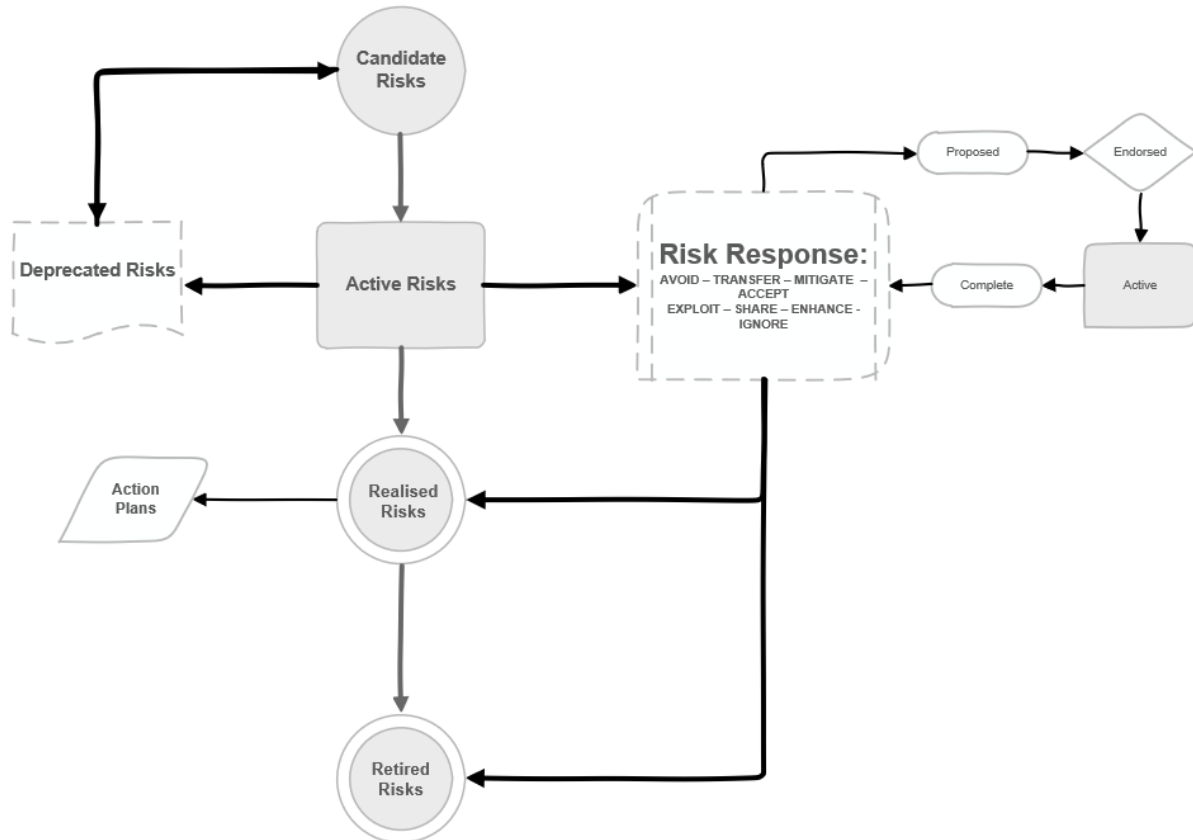 Candidate
Risks
Proposed
Endorsed
Deprecated Risks
Active Risks
Risk Response:
AVOID – TRANSFER – MITIGATE –
ACCEPT
EXPLOIT – SHARE – ENHANCE -
IGNORE
Complete
Active
Action
Plans
Realised
Risks
Retired
Risks